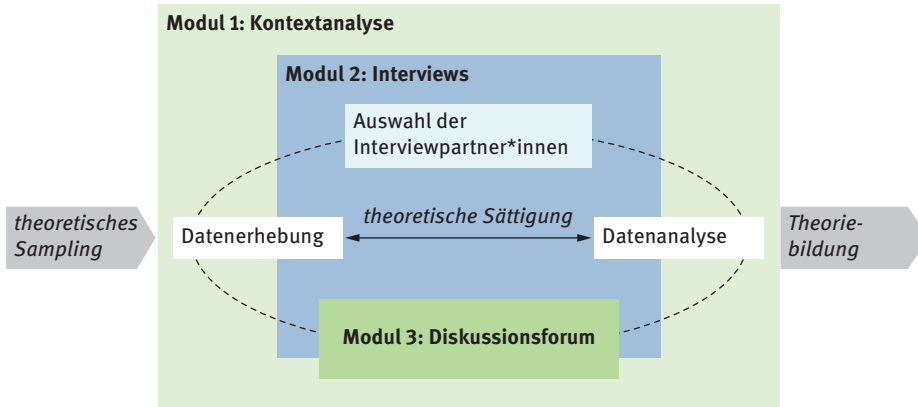 Modul 1: Kontextanalyse
Modul 2: Interviews
Auswahl der
Interviewpartner*innen
theoretisches
Sampling
Datenerhebung
theoretische Sättigung
Datenanalyse
Theorie-
bildung
Modul 3: Diskussionsforum